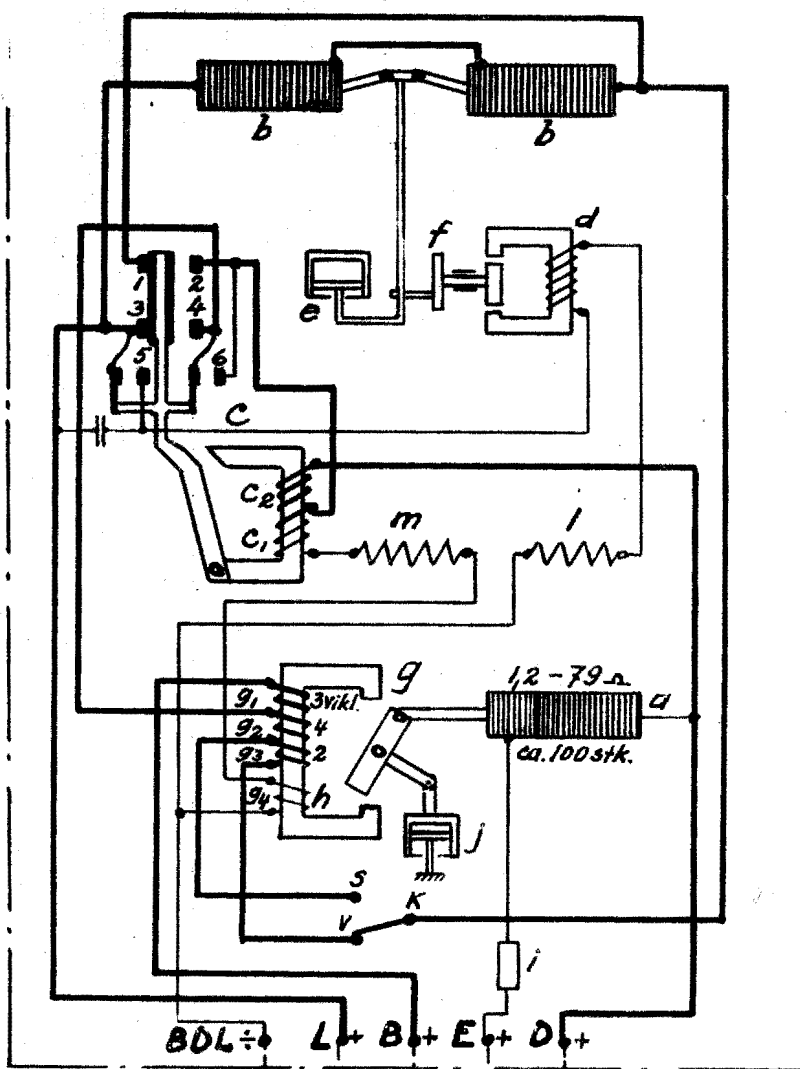 b
b
1
2
3
4
5
6
f
d
e
C
C2
C1
m
l
g
1,2 - 79 Ω
a
g1
3vikl.
g2
4
g3
2
ca. 100 stk.
g4
h
j
S
K
V
i
BDL ÷ L + B + E + D +